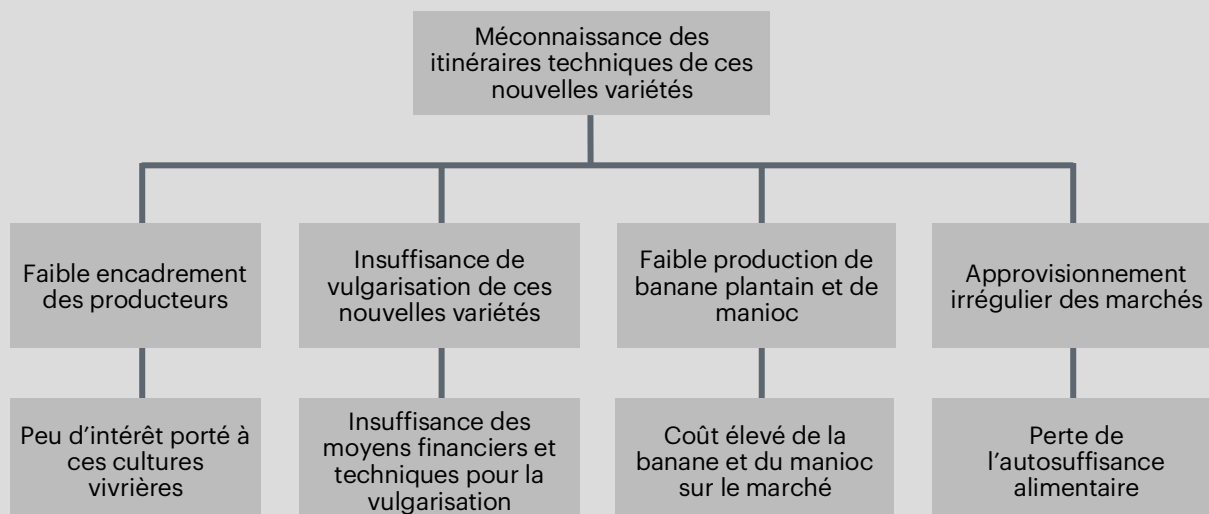 Méconnaissance des
itinéraires techniques de ces
nouvelles variétés
Faible encadrement
des producteurs
Insuffisance de
vulgarisation de ces
nouvelles variétés
Faible production de
banane plantain et de
manioc
Approvisionnement
irrégulier des marchés
Peu d’intérêt porté à
ces cultures
vivrières
Insuffisance des
moyens financiers et
techniques pour la
vulgarisation
Coût élevé de la
banane et du manioc
sur le marché
Perte de
l’autosuffisance
alimentaire